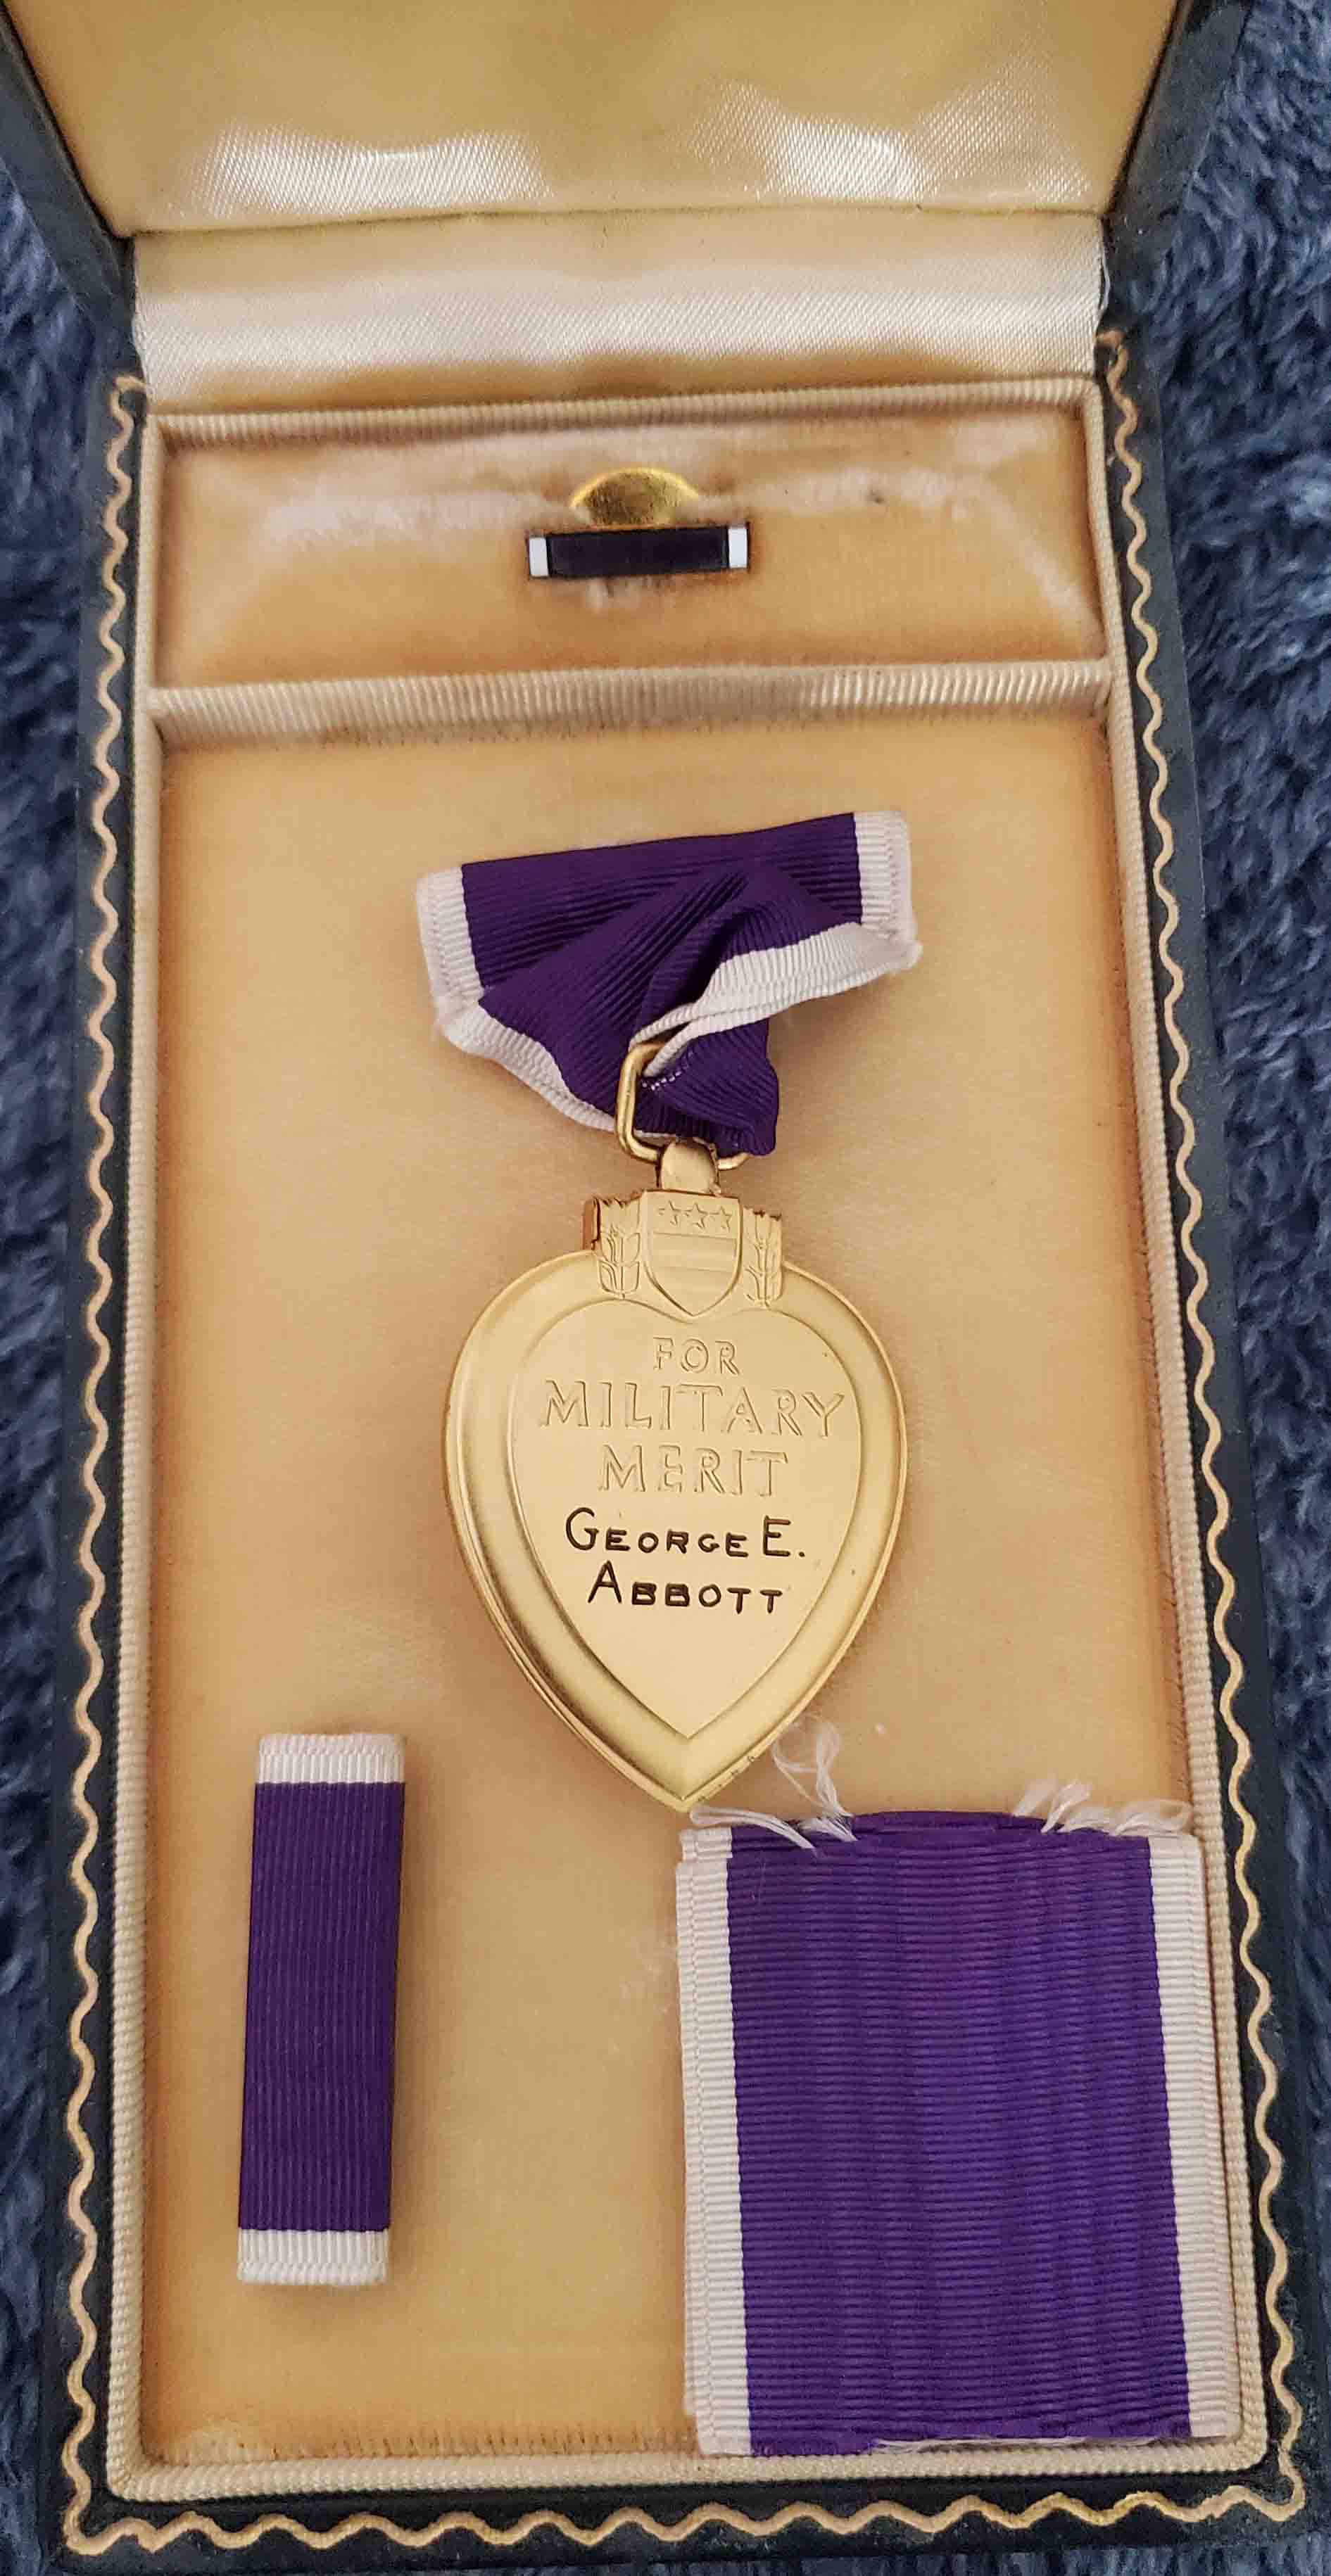 FOR
MILITARY
MERIT
GEORGE E.
ABBOTT